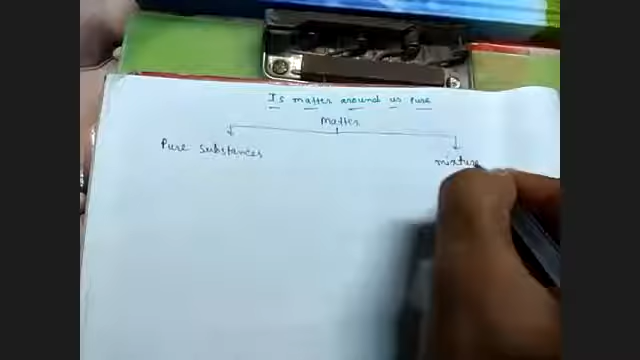 Is matter around us Pure
Matter
Pure substances
mixture